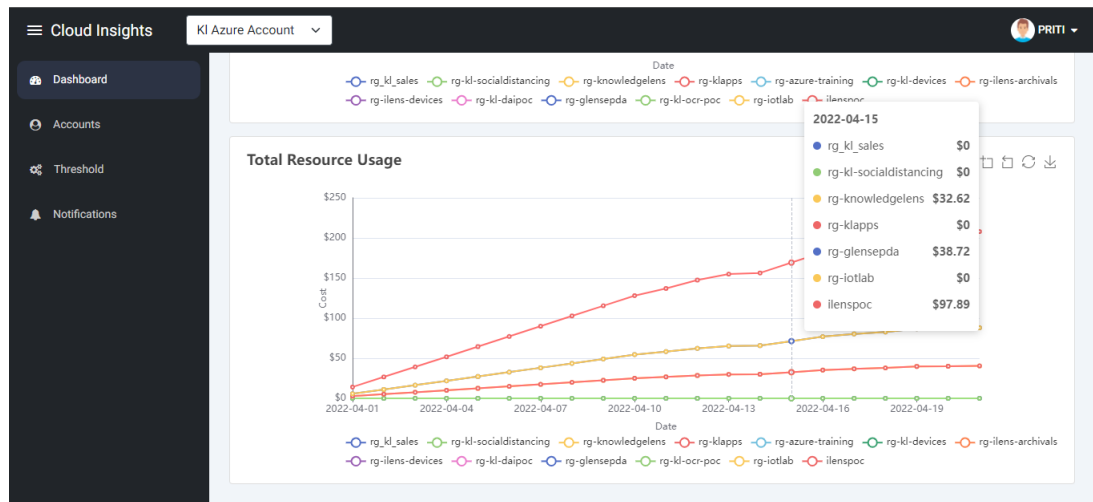 Cloud Insights
Kl Azure Account
PRITI
Dashboard
Accounts
Threshold
Notifications
Date
rg_kl_sales rg-kl-socialdistancing rg-knowledgelens rg-klapps rg-azure-training rg-kl-devices rg-ilens-archivals
rg-ilens-devices rg-kl-daipoc rg-glensepda rg-kl-ocr-poc rg-iotlab ilenspoc
Total Resource Usage
2022-04-15
rg_kl_sales $0
rg-kl-socialdistancing $0
rg-knowledgelens $32.62
rg-klapps $0
rg-glensepda $38.72
rg-iotlab $0
ilenspoc $97.89
$250
$200
$150
$100
$50
$0
Cost
2022-04-01 2022-04-04 2022-04-07 2022-04-10 2022-04-13 2022-04-16 2022-04-19
Date
rg_kl_sales rg-kl-socialdistancing rg-knowledgelens rg-klapps rg-azure-training rg-kl-devices rg-ilens-archivals
rg-ilens-devices rg-kl-daipoc rg-glensepda rg-kl-ocr-poc rg-iotlab ilenspoc